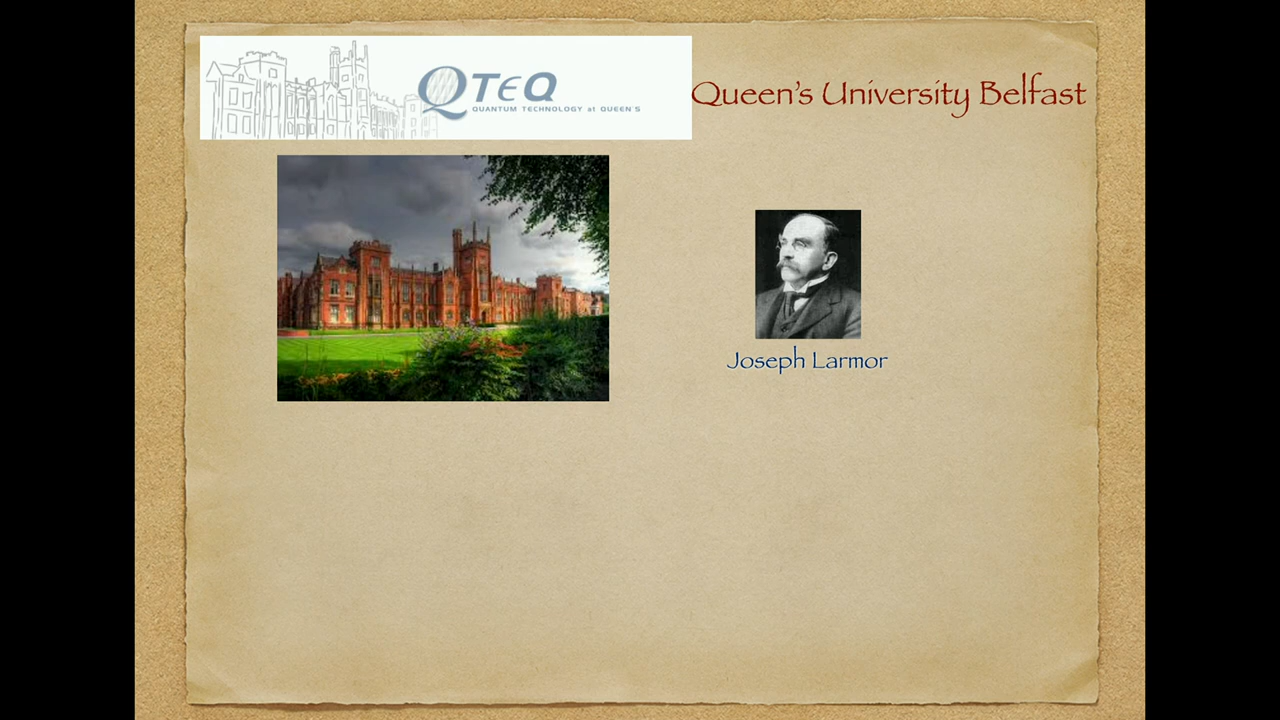 QTEQ
QUANTUM TECHNOLOGY at QUEEN'S
Queen's University Belfast
Joseph Larmor